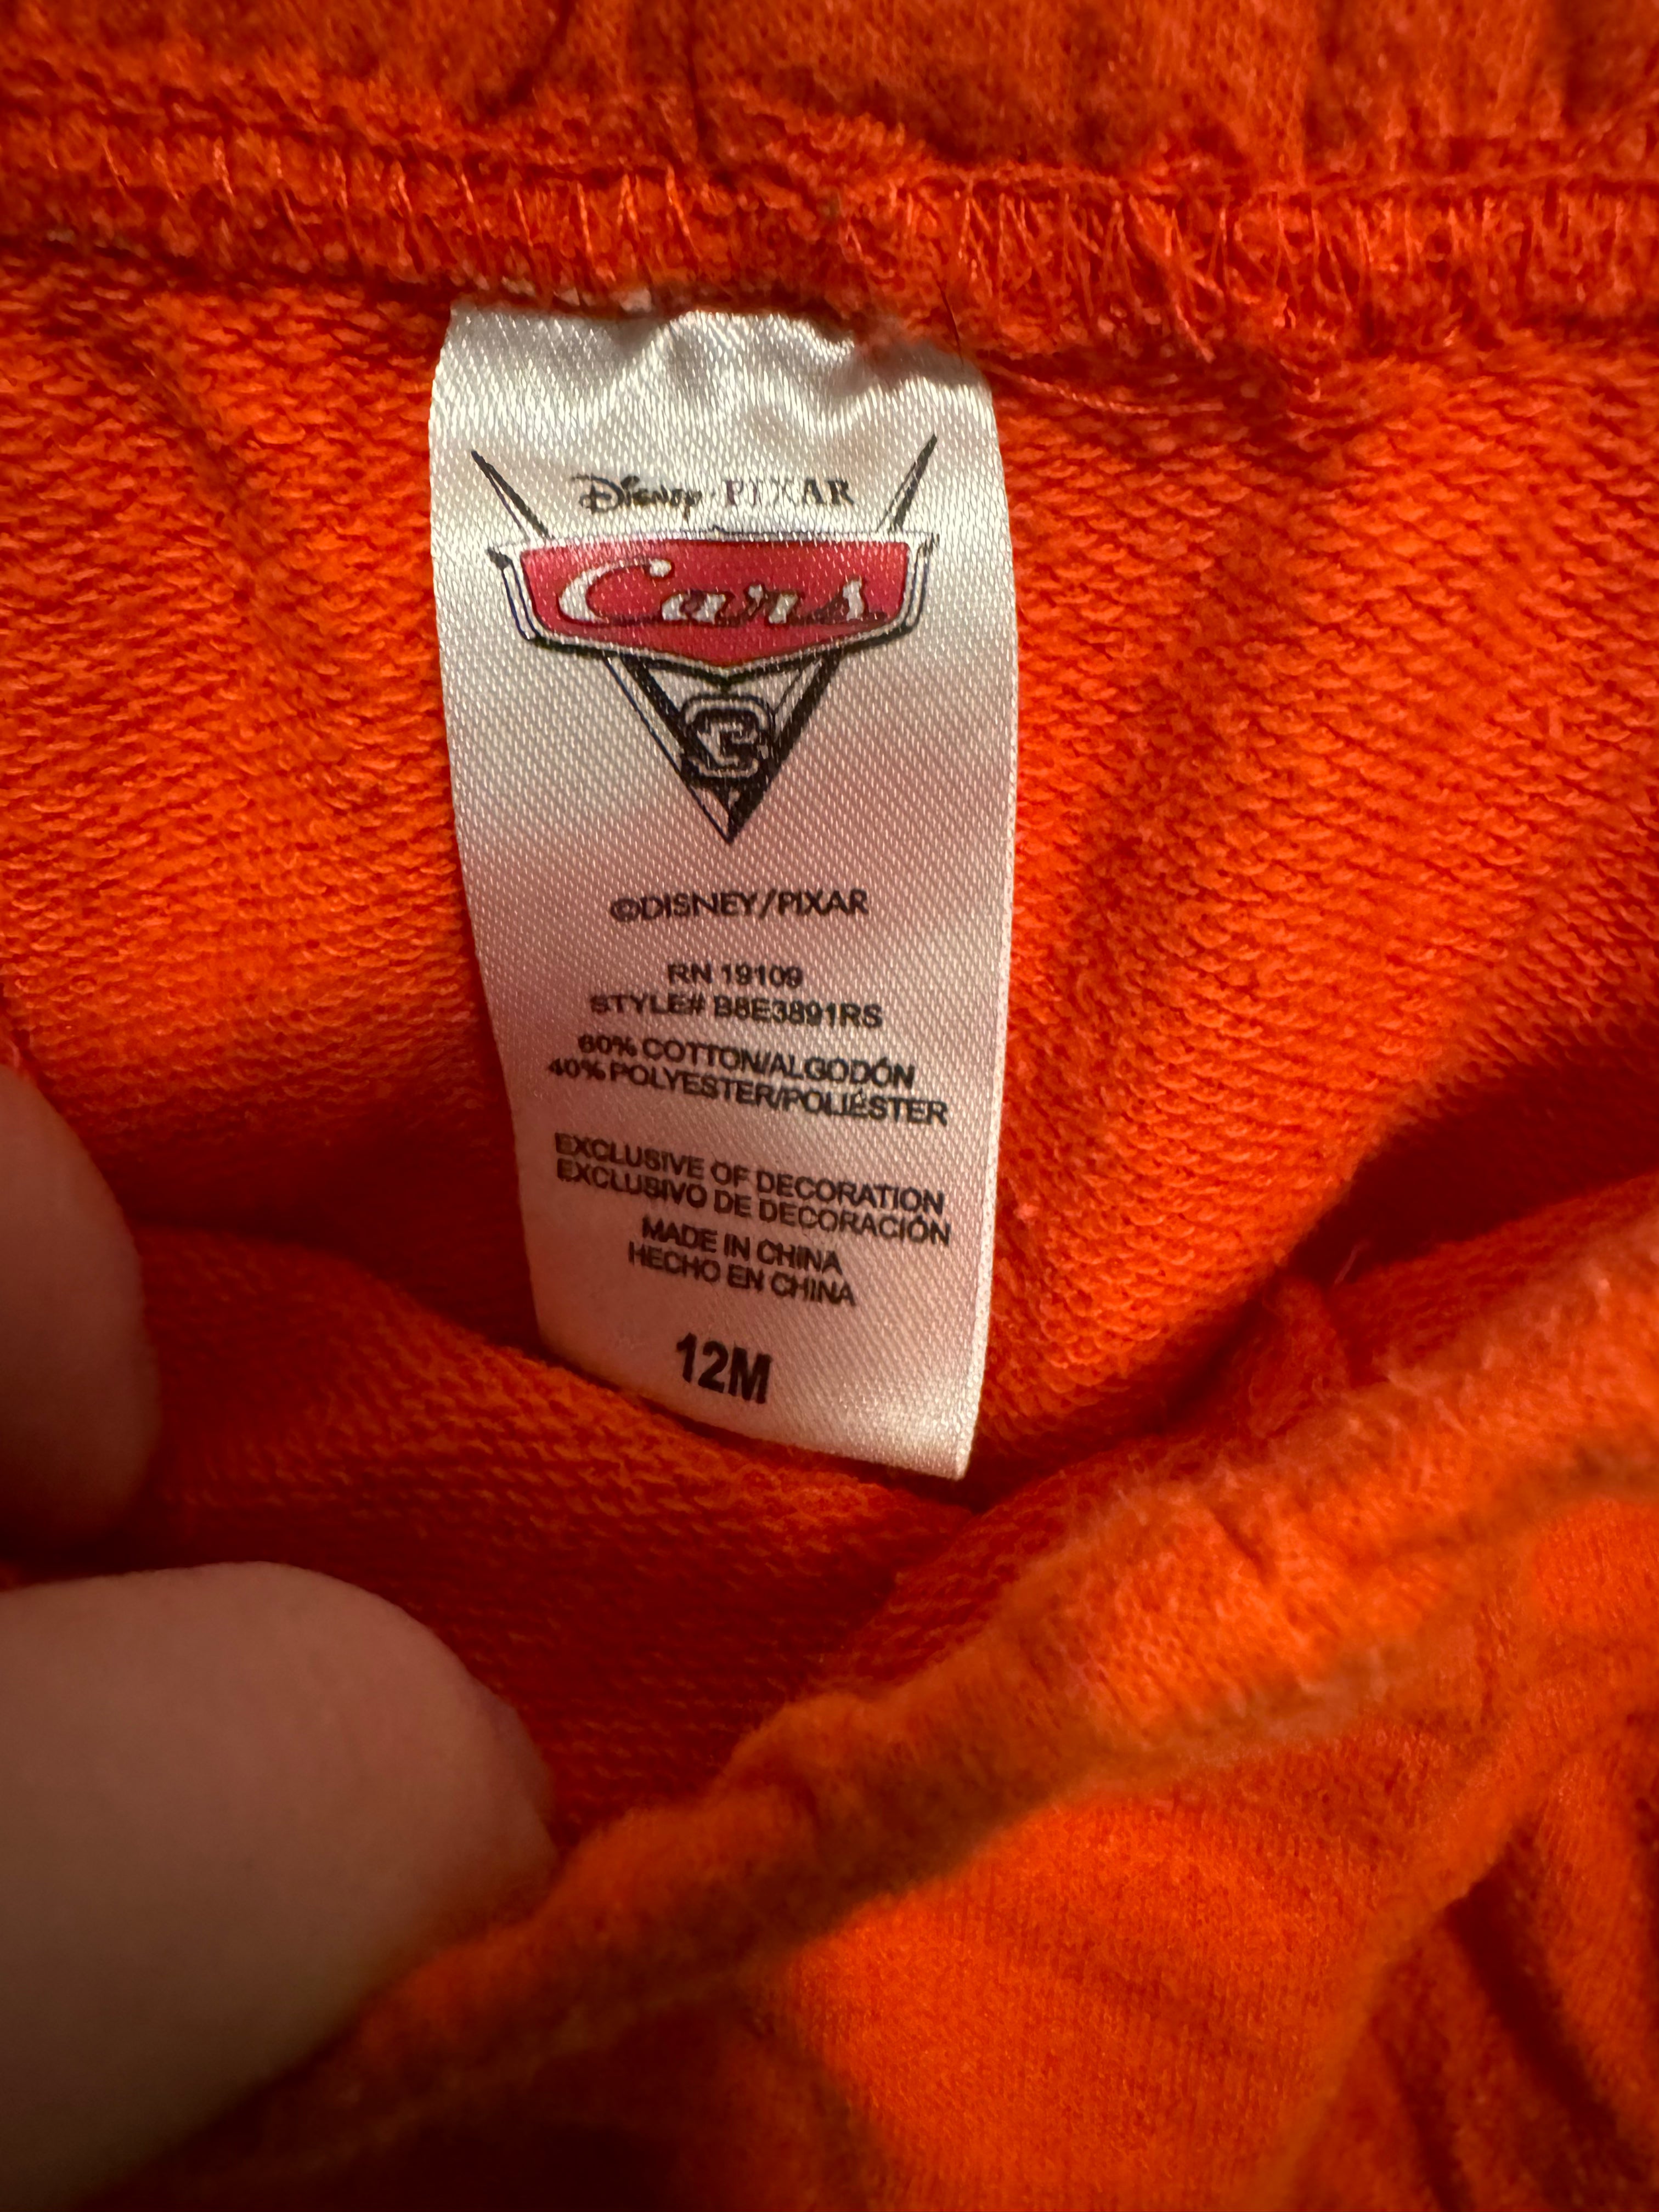 Disney·PIXAR
Cars
3
©DISNEY/PIXAR
RN 19109
STYLE# B8E3891RS
60% COTTON/ALGODÓN
40% POLYESTER/POLIÉSTER
EXCLUSIVE OF DECORATION
EXCLUSIVO DE DECORACIÓN
MADE IN CHINA
HECHO EN CHINA
12M